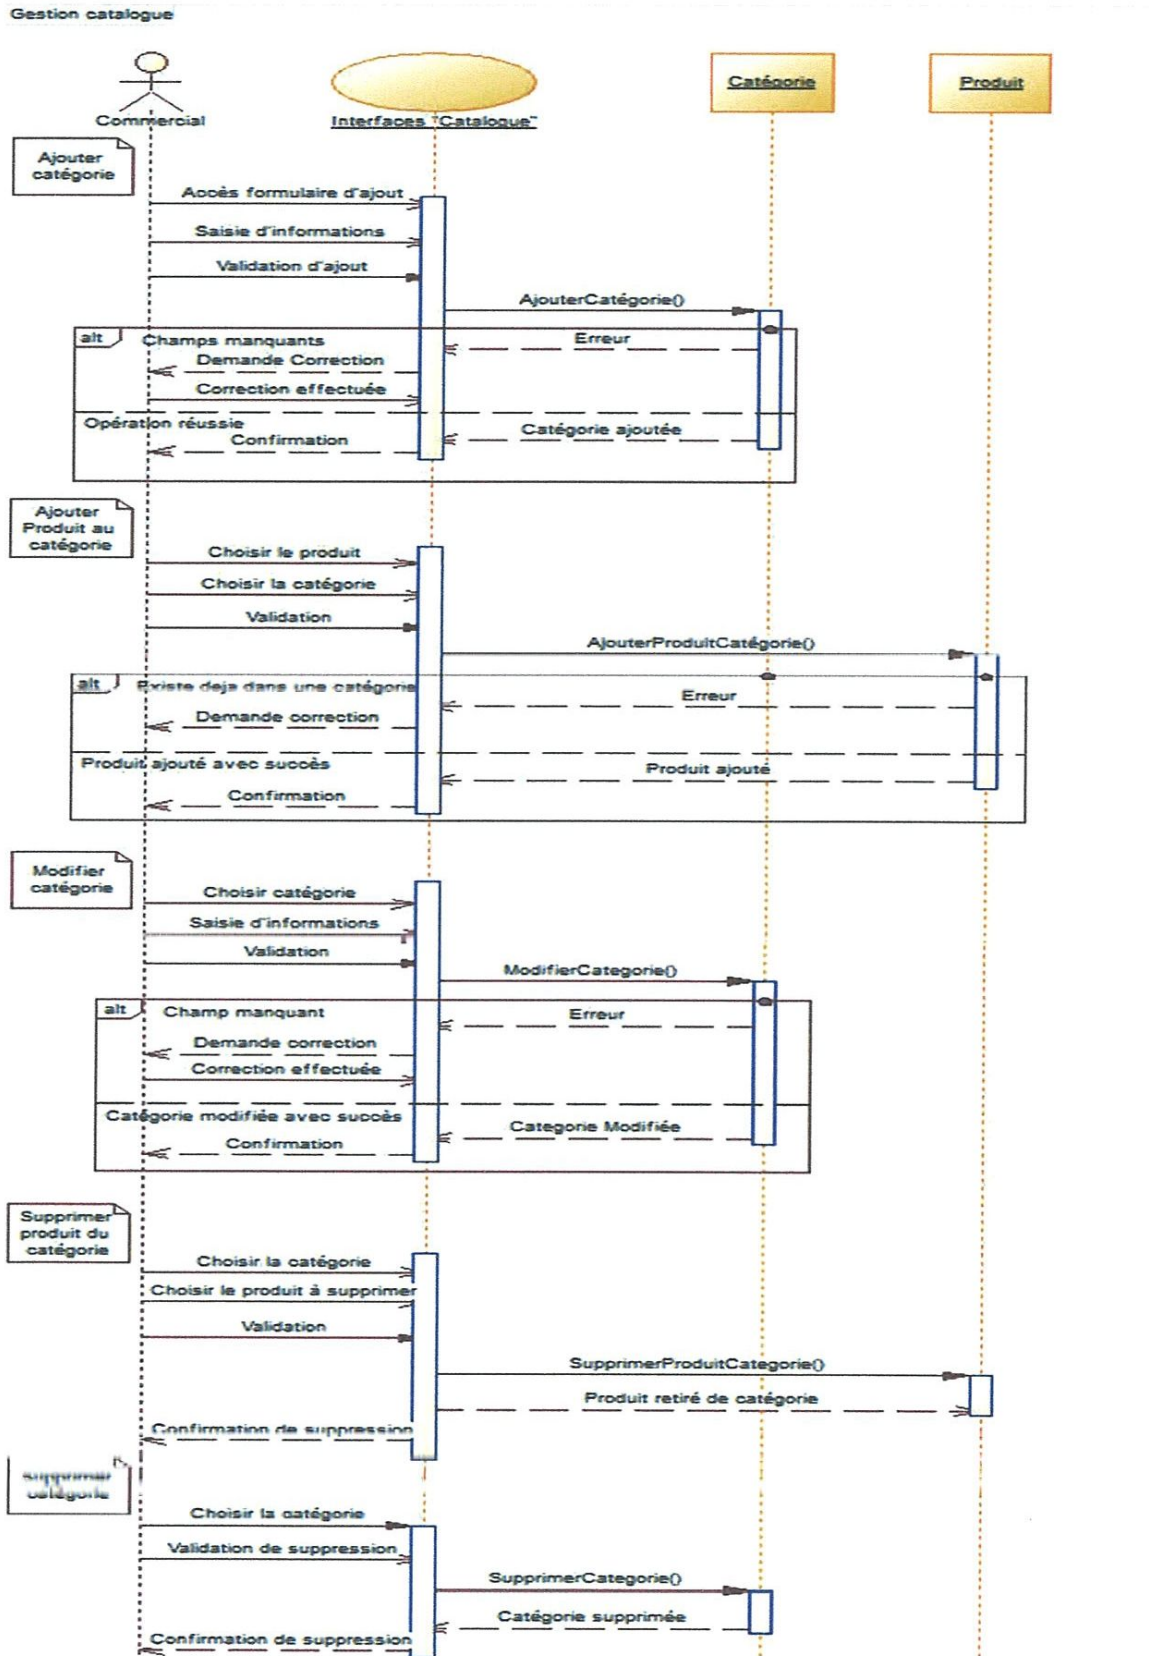 Gestion catalogue
Commercial
Interfaces "Catalogue"
Catégorie
Produit
Ajouter
catégorie
Accès formulaire d'ajout
Saisie d'informations
Validation d'ajout
AjouterCatégorie()
alt
Champs manquants
Erreur
Demande Correction
Correction effectuée
Opération réussie
Catégorie ajoutée
Confirmation
Ajouter
Produit au
catégorie
Choisir le produit
Choisir la catégorie
Validation
AjouterProduitCatégorie()
alt
Existe deja dans une catégorie
Erreur
Demande correction
Produit ajouté avec succès
Produit ajouté
Confirmation
Modifier
catégorie
Choisir catégorie
Saisie d'informations
Validation
ModifierCategorie()
alt
Champ manquant
Erreur
Demande correction
Correction effectuée
Catégorie modifiée avec succès
Categorie Modifiée
Confirmation
Supprimer
produit du
catégorie
Choisir la catégorie
Choisir le produit à supprimer
Validation
SupprimerProduitCategorie()
Produit retiré de catégorie
Confirmation de suppression
Supprimer
catégorie
Choisir la catégorie
Validation de suppression
SupprimerCategorie()
Catégorie supprimée
Confirmation de suppression